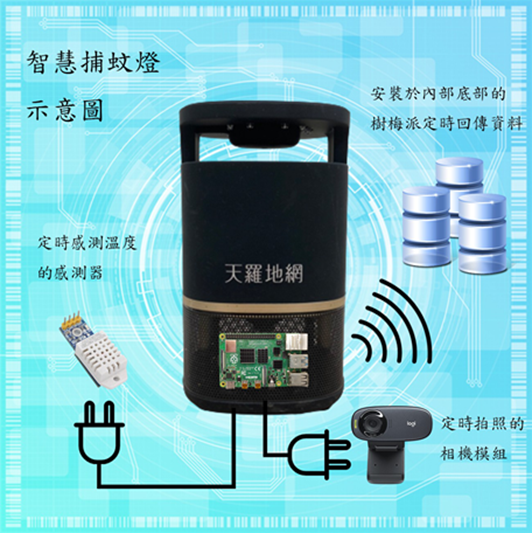 智慧捕蚊燈
示意圖
安裝於內部底部的
樹梅派定時回傳資料
定時感測溫度
的感測器
天羅地網
logi
定時拍照的
相機模組